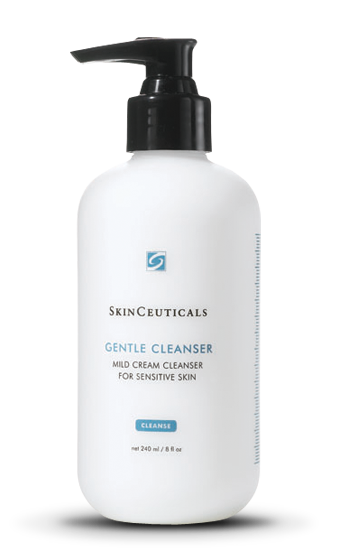 SKINCEUTICALS
GENTLE CLEANSER
MILD CREAM CLEANSER
FOR SENSITIVE SKIN
CLEANSE
net 240 ml / 8 fl oz